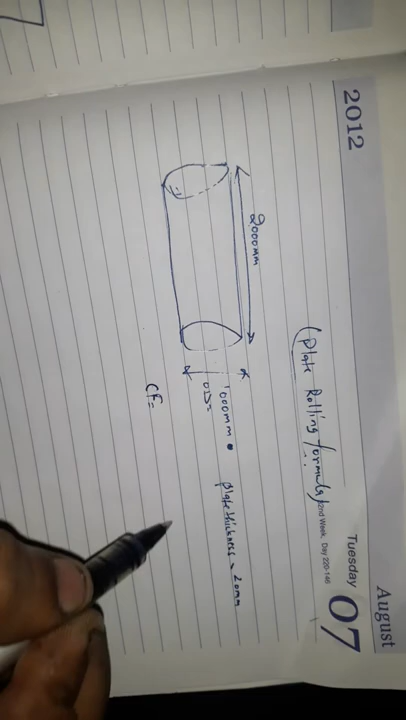 2012
August
Tuesday 07
2nd Week, Day 220-146
(Plate Rolling formula)
2000mm
1000mm
OD=
plate thickness > 20mm
CF=